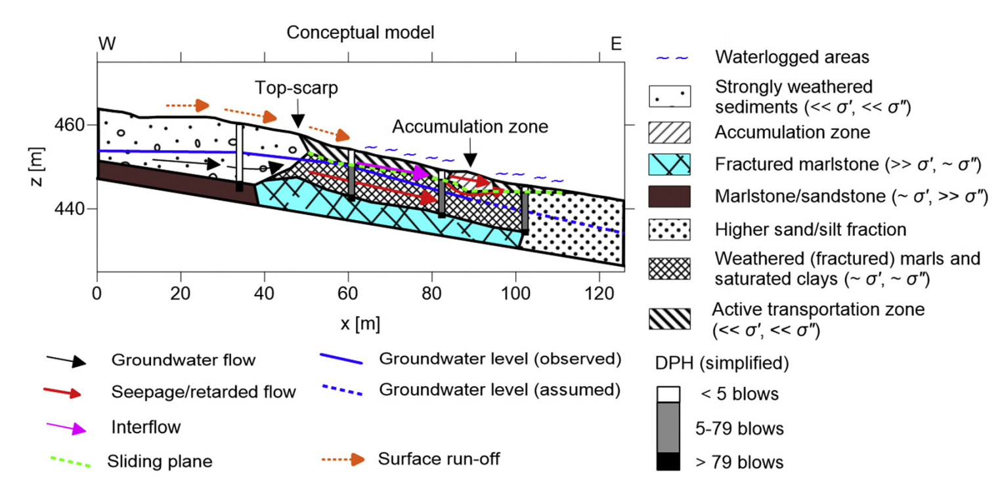 Conceptual model
W
E
Top-scarp
Accumulation zone
460
440
z [m]
0 20 40 60 80 100 120
x [m]
Waterlogged areas
Strongly weathered
sediments (<< σ′, << σ″)
Accumulation zone
Fractured marlstone (>> σ′, ~ σ″)
Marlstone/sandstone (~ σ′, >> σ″)
Higher sand/silt fraction
Weathered (fractured) marls and
saturated clays (~ σ′, ~ σ″)
Active transportation zone
(<< σ′, << σ″)
Groundwater flow
Seepage/retarded flow
Interflow
Sliding plane
Groundwater level (observed)
Groundwater level (assumed)
Surface run-off
DPH (simplified)
< 5 blows
5-79 blows
> 79 blows